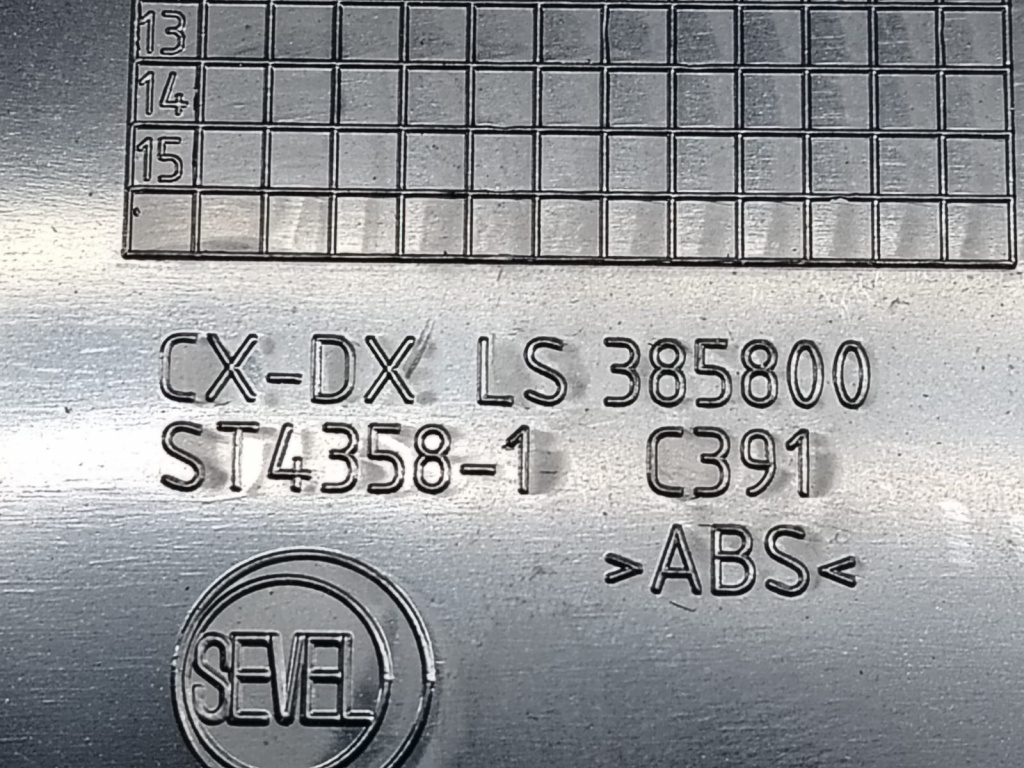 13
14
15
CX-DX LS 385800
ST4358-1 C391
>ABS<
SEVEL